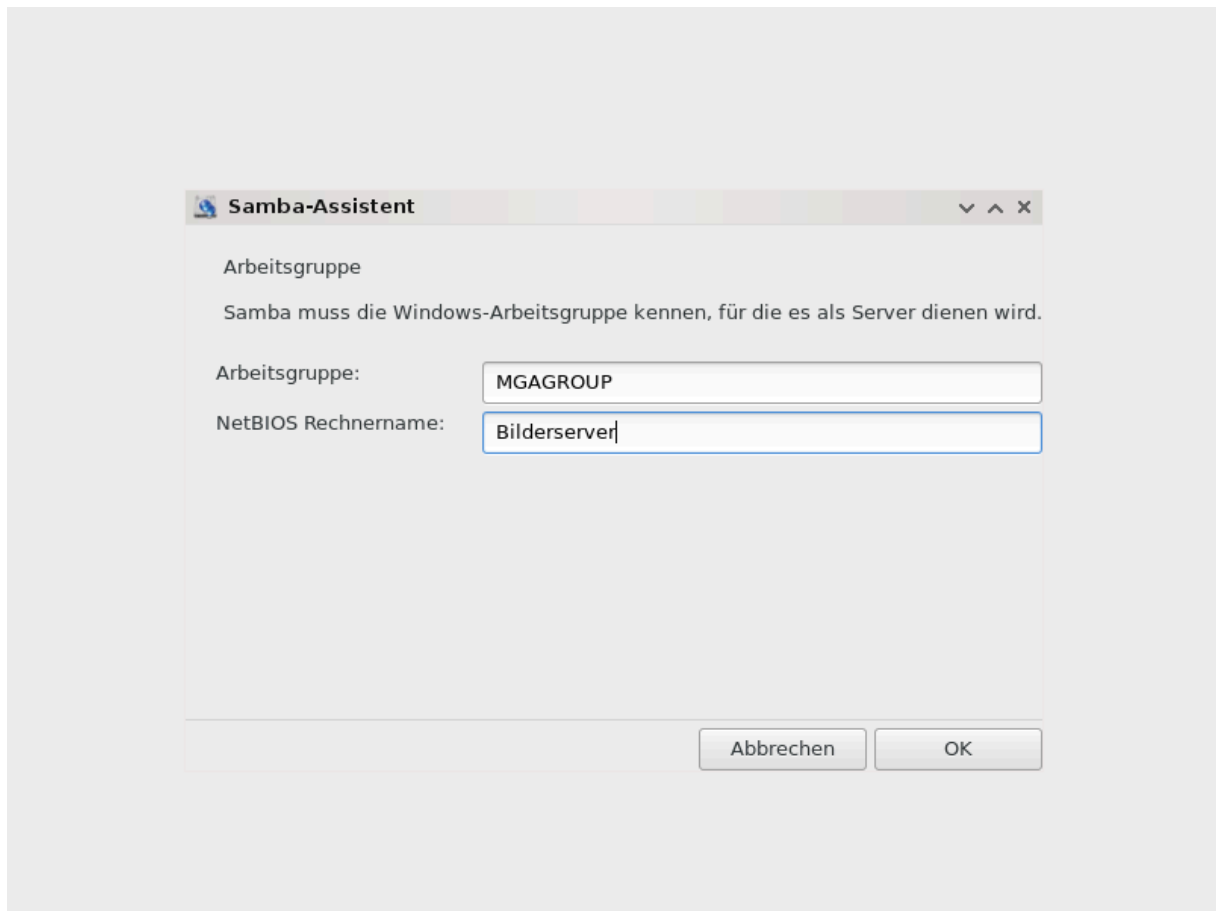 Samba-Assistent
Arbeitsgruppe
Samba muss die Windows-Arbeitsgruppe kennen, für die es als Server dienen wird.
Arbeitsgruppe: MGAGROUP
NetBIOS Rechnername: Bilderserver
Abbrechen OK